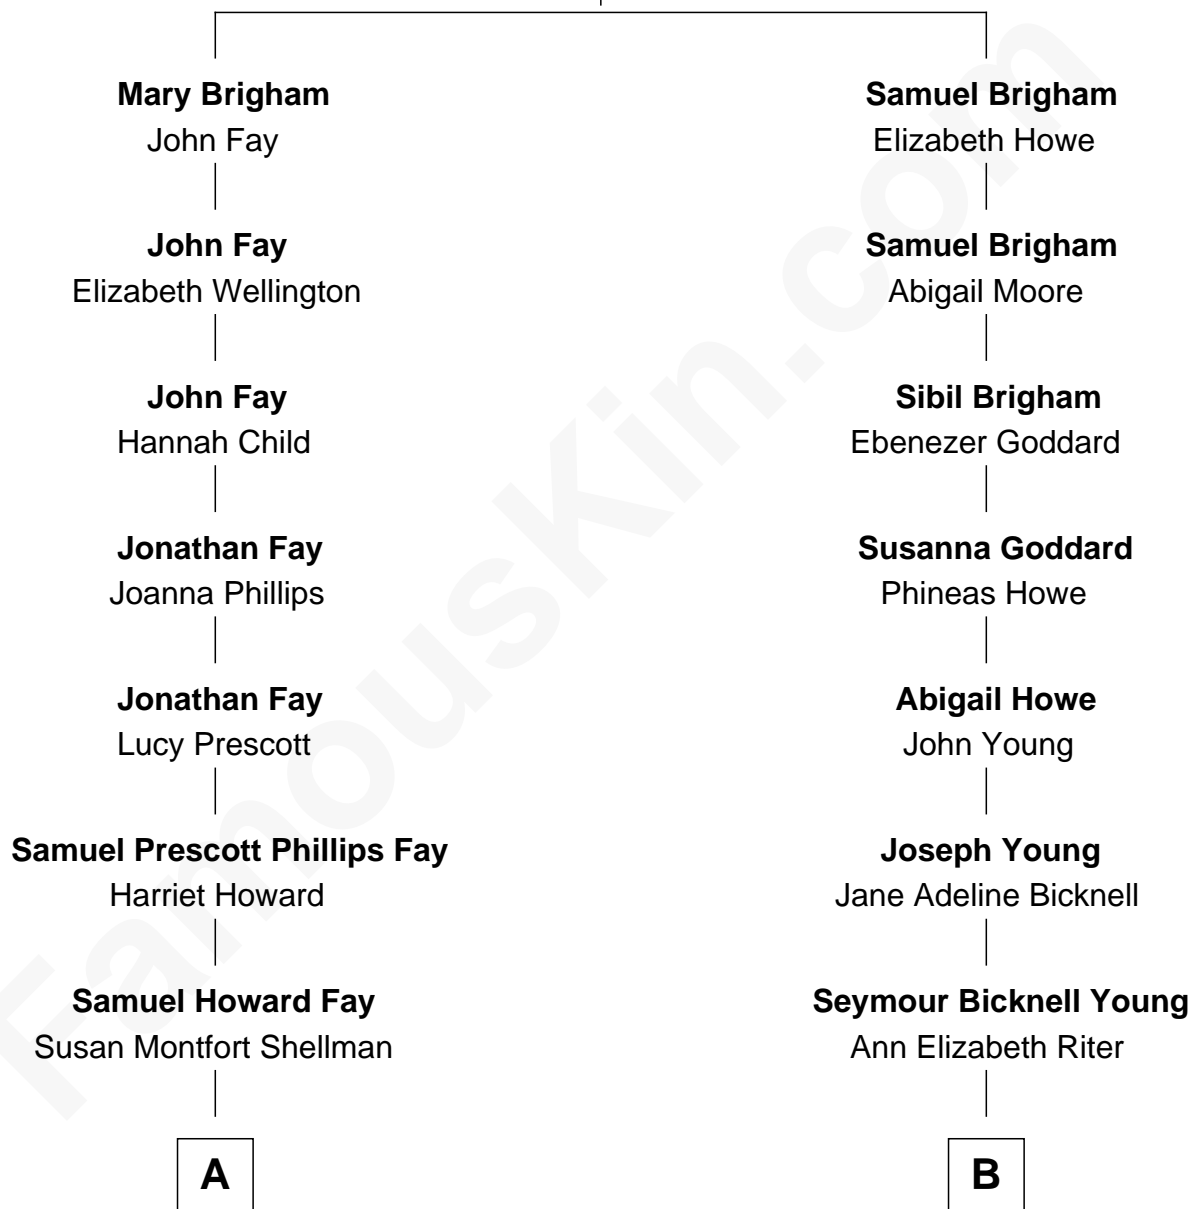 Mary Brigham
John Fay
John Fay
Elizabeth Wellington
John Fay
Hannah Child
Jonathan Fay
Joanna Phillips
Jonathan Fay
Lucy Prescott
Samuel Prescott Phillips Fay
Harriet Howard
Samuel Howard Fay
Susan Montfort Shellman
A
Samuel Brigham
Elizabeth Howe
Samuel Brigham
Abigail Moore
Sibil Brigham
Ebenezer Goddard
Susanna Goddard
Phineas Howe
Abigail Howe
John Young
Joseph Young
Jane Adeline Bicknell
Seymour Bicknell Young
Ann Elizabeth Riter
B
FamousKin.com